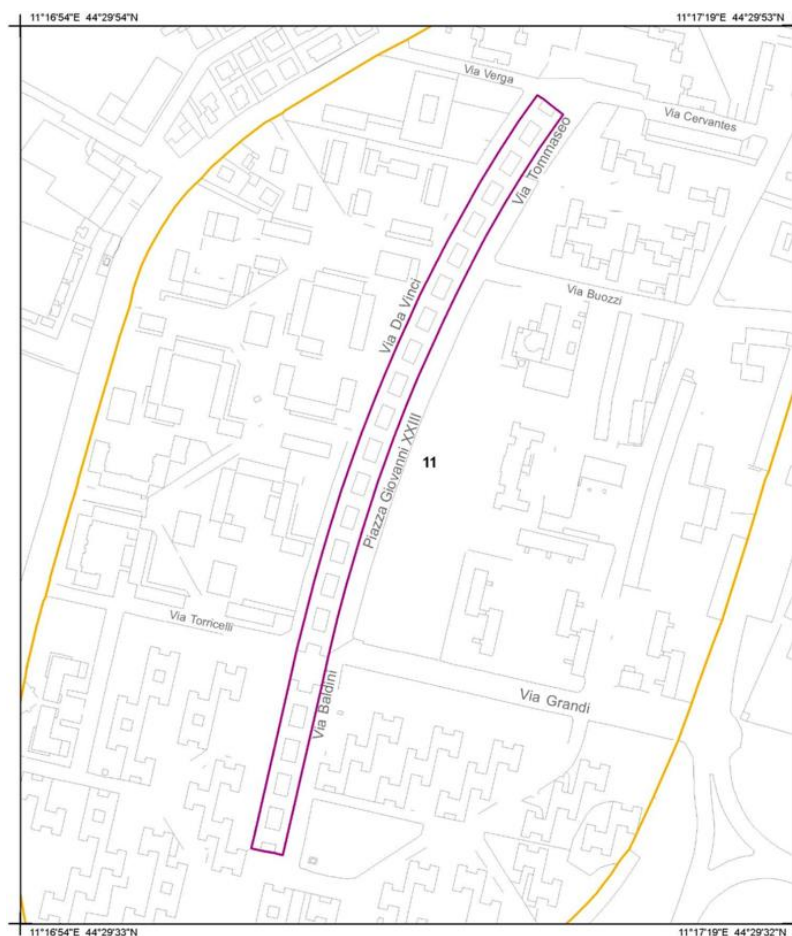 11°16'54"E 44°29'54"N
11°17'19"E 44°29'53"N
Via Verga
Via Cervantes
Via Tommaseo
Via Da Vinci
Via Buozzi
Piazza Giovanni XXIII
11
Via Torricelli
Via Baldini
Via Grandi
11°16'54"E 44°29'33"N
11°17'19"E 44°29'32"N